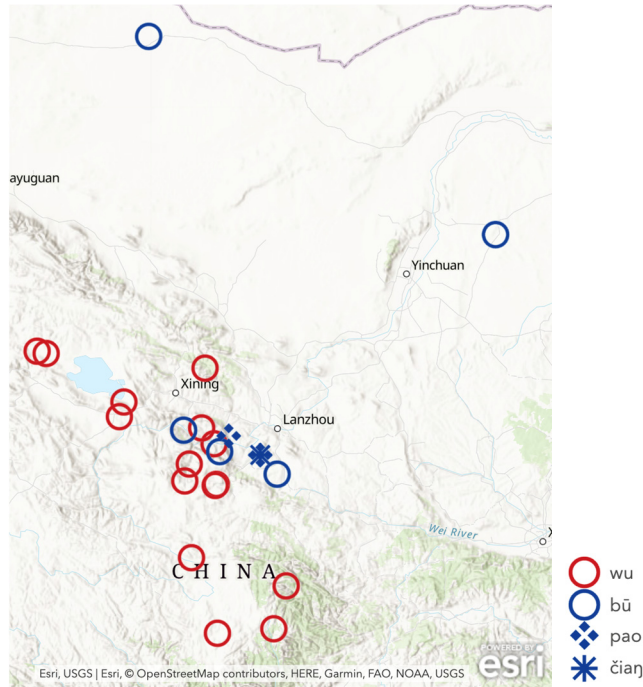 ayuguan
Yinchuan
Xining
Lanzhou
Wei River
X
CHINA
wu
bū
pao
čiaŋ
POWERED BY
esri
Esri, USGS | Esri, © OpenStreetMap contributors, HERE, Garmin, FAO, NOAA, USGS